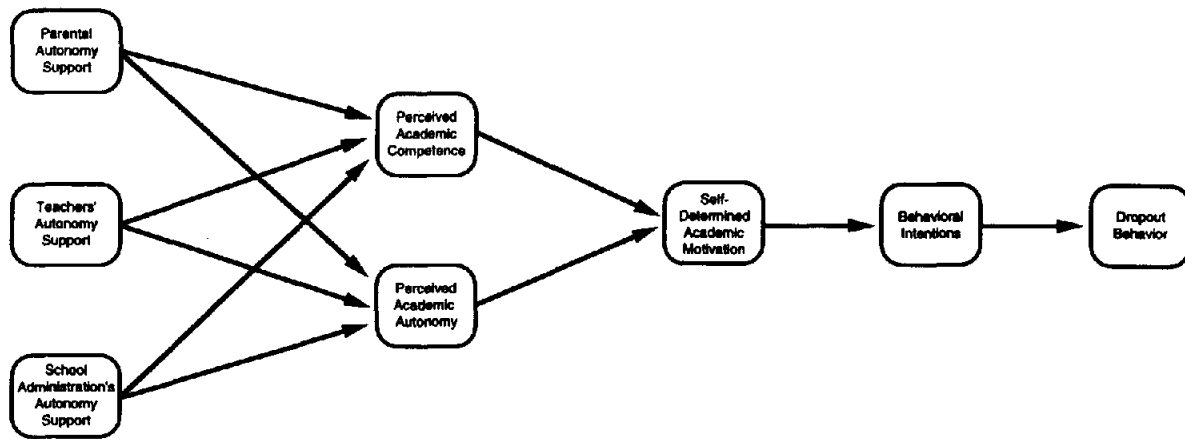 Parental
Autonomy
Support
Teachers'
Autonomy
Support
School
Administration's
Autonomy
Support
Perceived
Academic
Competence
Perceived
Academic
Autonomy
Self-
Determined
Academic
Motivation
Behavioral
Intentions
Dropout
Behavior